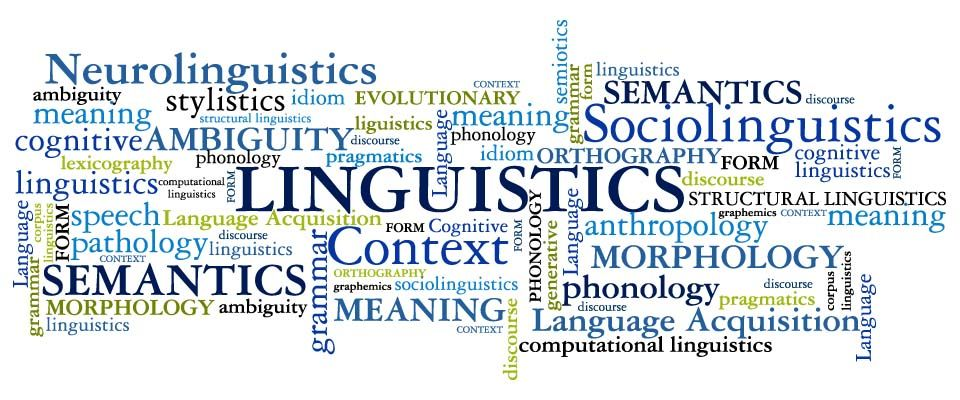 semiotics
Neurolinguistics
linguistics
grammar
form
CONTEXT
SEMANTICS
ambiguity
stylistics
idiom
EVOLUTIONARY
discourse
meaning
structural linguistics
liguistics
meaning
Sociolinguistics
cognitive
AMBIGUITY
discourse
Language
phonology
lexicography
phonology
pragmatics
idiom
ORTHOGRAPHY
FORM
cognitive
linguistics
FORM
linguistics
computational
linguistics
FORM
LINGUISTICS
discourse
STRUCTURAL LINGUISTICS
Language
corpus
linguistics
FORM
speech
pathology
Language Acquisition
FORM
Cognitive
FORM
PHONOLOGY
generative
Language
graphemics
CONTEXT
meaning
anthropology
discourse
linguistics
grammar
Context
MORPHOLOGY
CONTEXT
grammar
SEMANTICS
ORTHOGRAPHY
graphemics
sociolinguistics
phonology
discourse
corpus
linguistics
Language
MORPHOLOGY
ambiguity
MEANING
discourse
discourse
pragmatics
linguistics
CONTEXT
Language Acquisition
computational linguistics